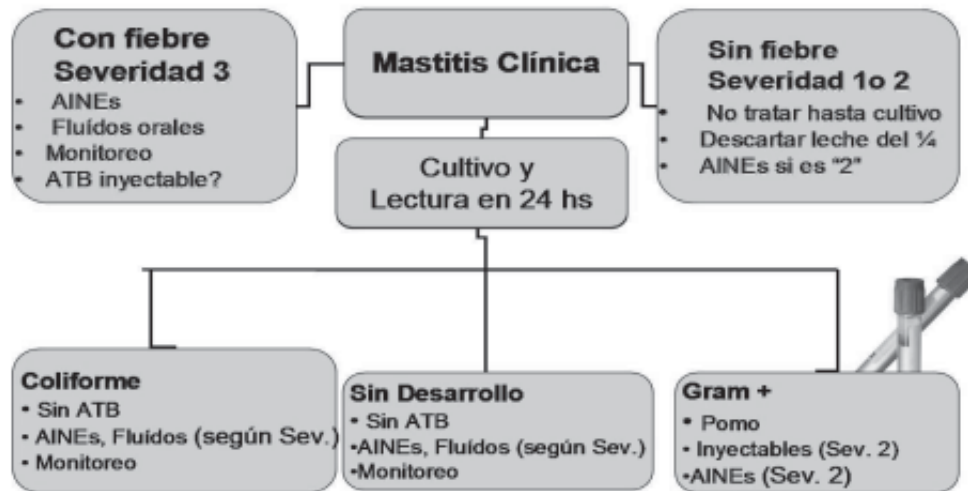 Con fiebre
Severidad 3
• AINEs
• Fluídos orales
• Monitoreo
• ATB inyectable?
Mastitis Clínica
Sin fiebre
Severidad 1o 2
• No tratar hasta cultivo
• Descartar leche del ¼
• AINEs si es "2"
Cultivo y
Lectura en 24 hs
Coliforme
• Sin ATB
• AINEs, Fluídos (según Sev.)
• Monitoreo
Sin Desarrollo
• Sin ATB
•AINEs, Fluídos (según Sev.)
•Monitoreo
Gram +
• Pomo
• Inyectables (Sev. 2)
•AINEs (Sev. 2)